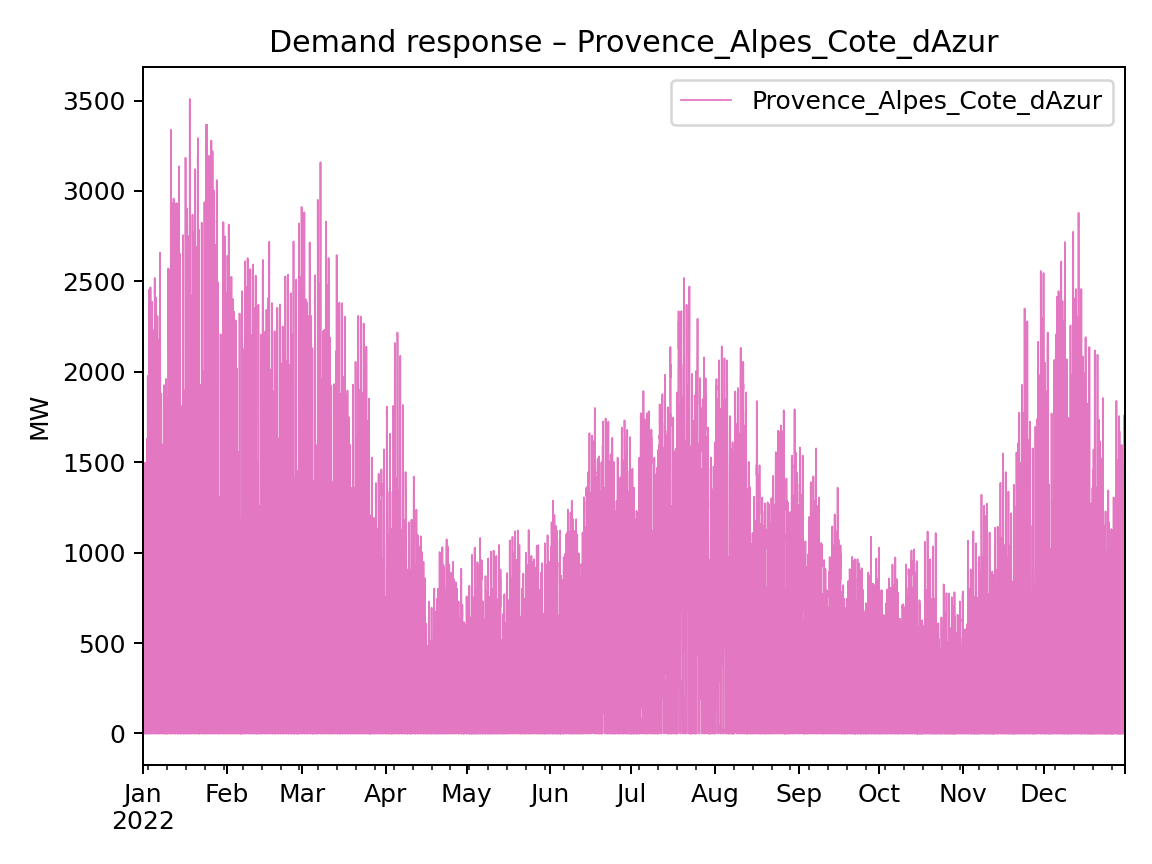 Demand response – Provence_Alpes_Cote_dAzur
Provence_Alpes_Cote_dAzur
3500
3000
2500
2000
1500
1000
500
0
MW
Jan Feb Mar Apr May Jun Jul Aug Sep Oct Nov Dec
2022